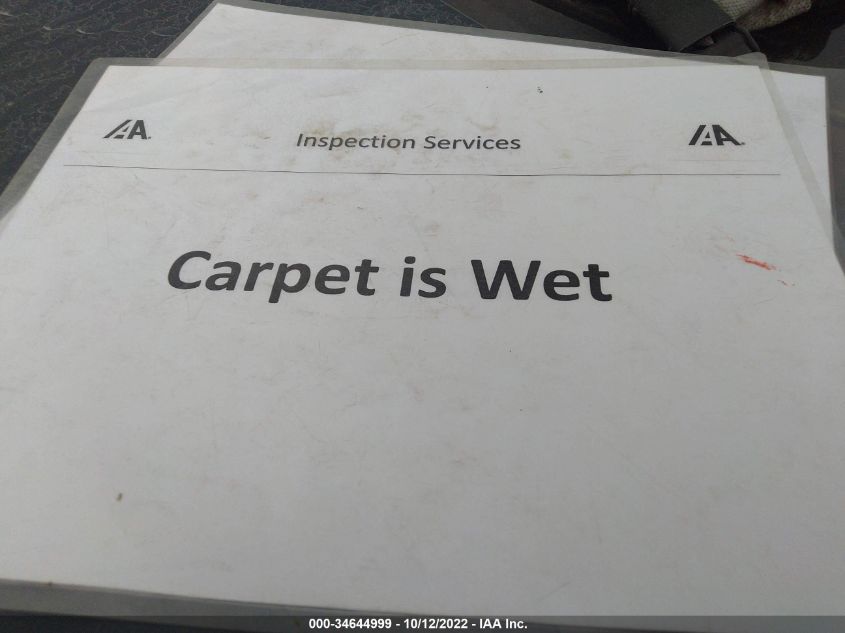 IAA Inspection Services IAA
Carpet is Wet
000-34644999 - 10/12/2022 - IAA Inc.